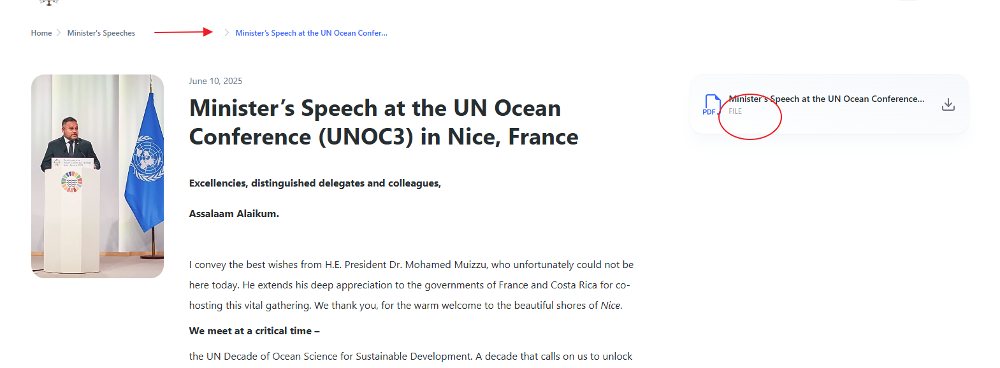 Home Minister's Speeches Minister's Speech at the UN Ocean Confer...
June 10, 2025
Minister’s Speech at the UN Ocean
Conference (UNOC3) in Nice, France
Minister's Speech at the UN Ocean Conference...
PDF
FILE
Excellencies, distinguished delegates and colleagues,
Assalaam Alaikum.
I convey the best wishes from H.E. President Dr. Mohamed Muizzu, who unfortunately could not be
here today. He extends his deep appreciation to the governments of France and Costa Rica for co-
hosting this vital gathering. We thank you, for the warm welcome to the beautiful shores of Nice.
We meet at a critical time –
the UN Decade of Ocean Science for Sustainable Development. A decade that calls on us to unlock